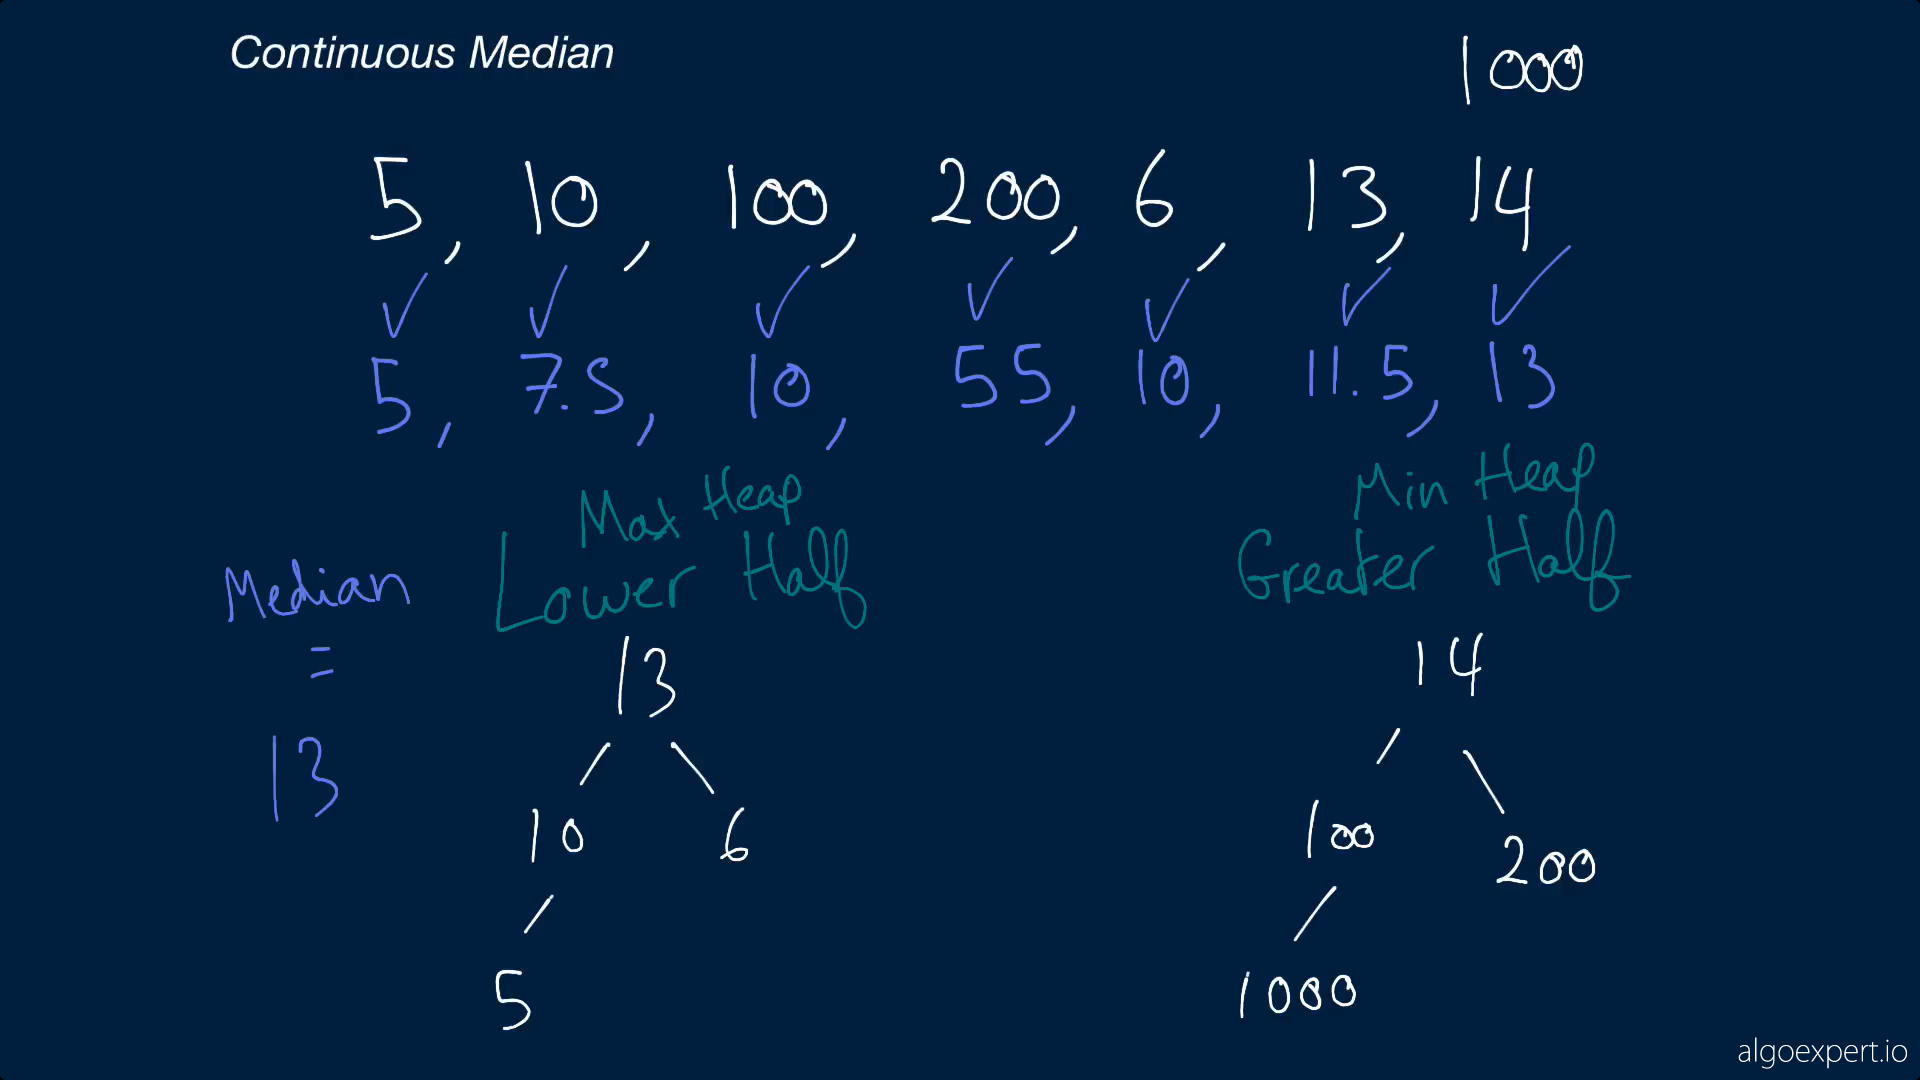 Continuous Median
1000
5, 10, 100, 200, 6, 13, 14
5, 7.5, 10, 55, 10, 11.5, 13
Max Heap
Min Heap
Median
Lower Half
Greater Half
=
13
14
13
10
6
100
200
5
1000
algoexpert.io